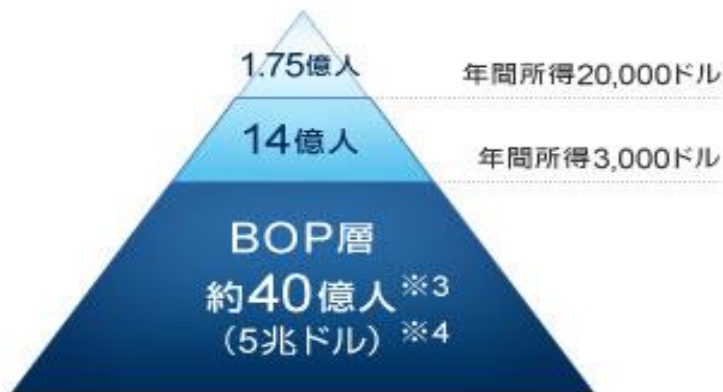 1.75億人
年間所得20,000ドル
14億人
年間所得3,000ドル
BOP層
約40億人※3
（5兆ドル）※4